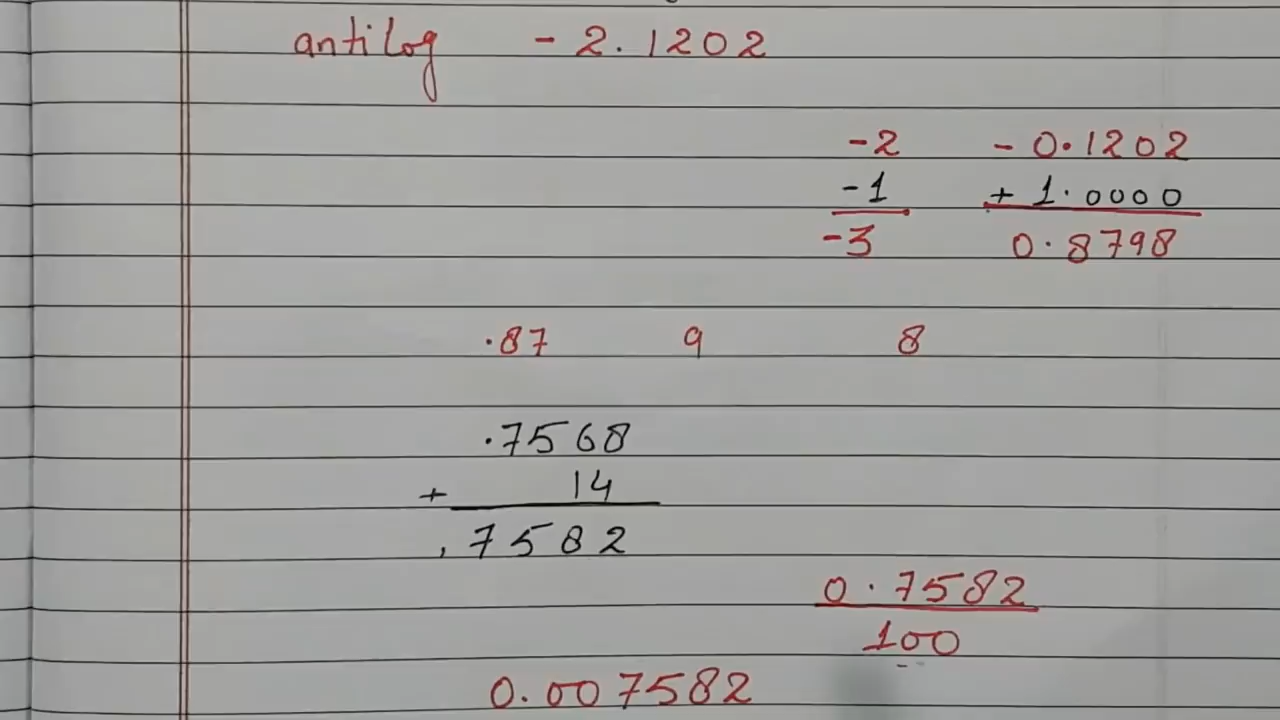 antilog - 2.1202
-2 - 0.1202
-1 + 1.0000
-3 0.8798
.87 9 8
.7568
+ 14
.7582
0.7582
100
0.007582